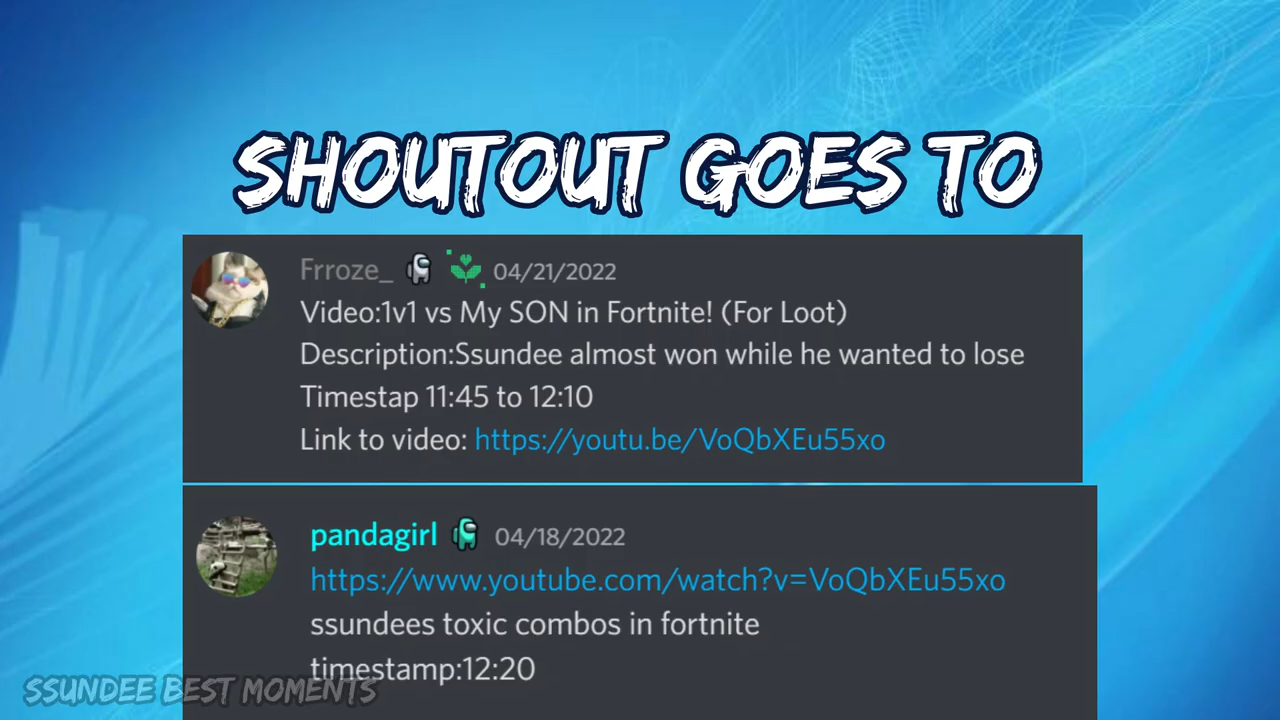 SHOUTOUT GOES TO
Frroze_ 04/21/2022
Video:1v1 vs My SON in Fortnite! (For Loot)
Description:Ssundee almost won while he wanted to lose
Timestap 11:45 to 12:10
Link to video: https://youtu.be/VoQbXEu55xo
pandagirl 04/18/2022
https://www.youtube.com/watch?v=VoQbXEu55xo
ssundees toxic combos in fortnite
timestamp:12:20
SSUNDEE BEST MOMENTS